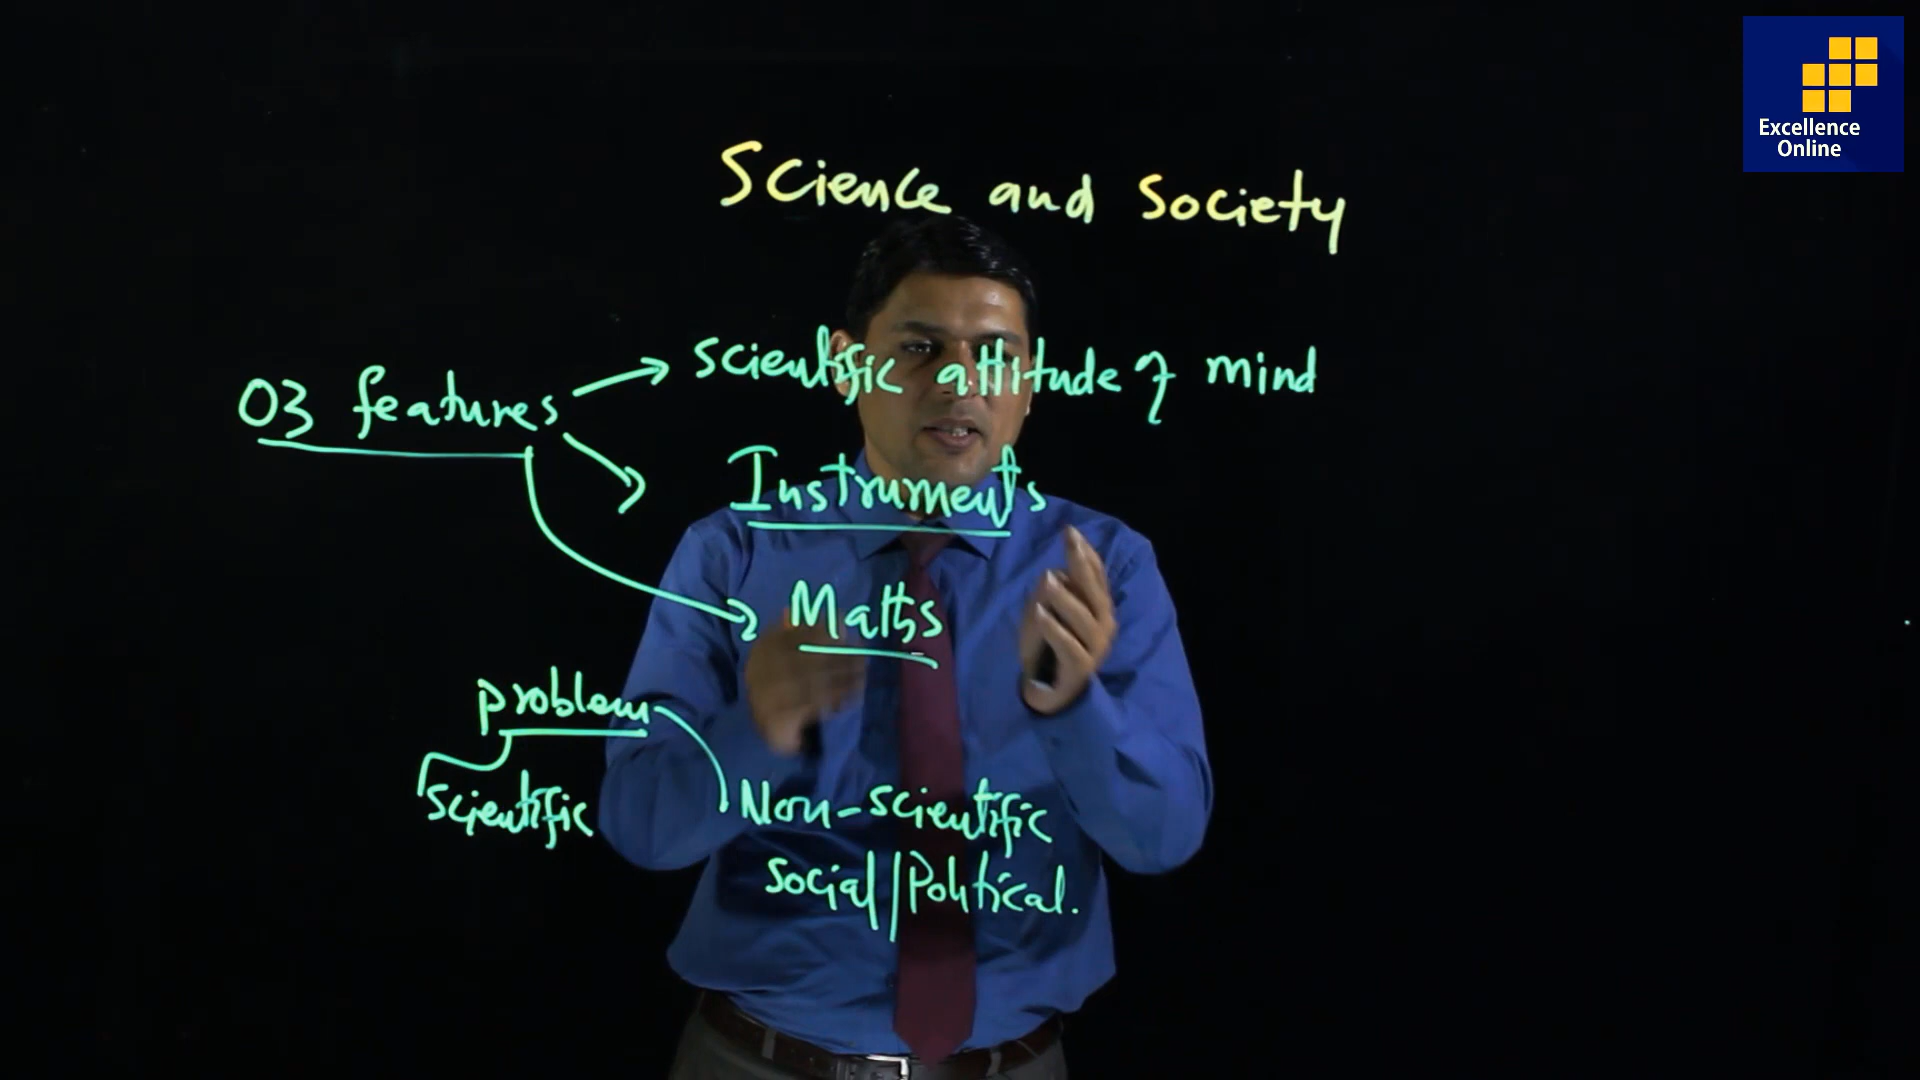 Excellence
Online
Science and Society
03 features
Scientific attitude of mind
Instruments
Maths
problem
Scientific
Non-scientific
Social/Political.